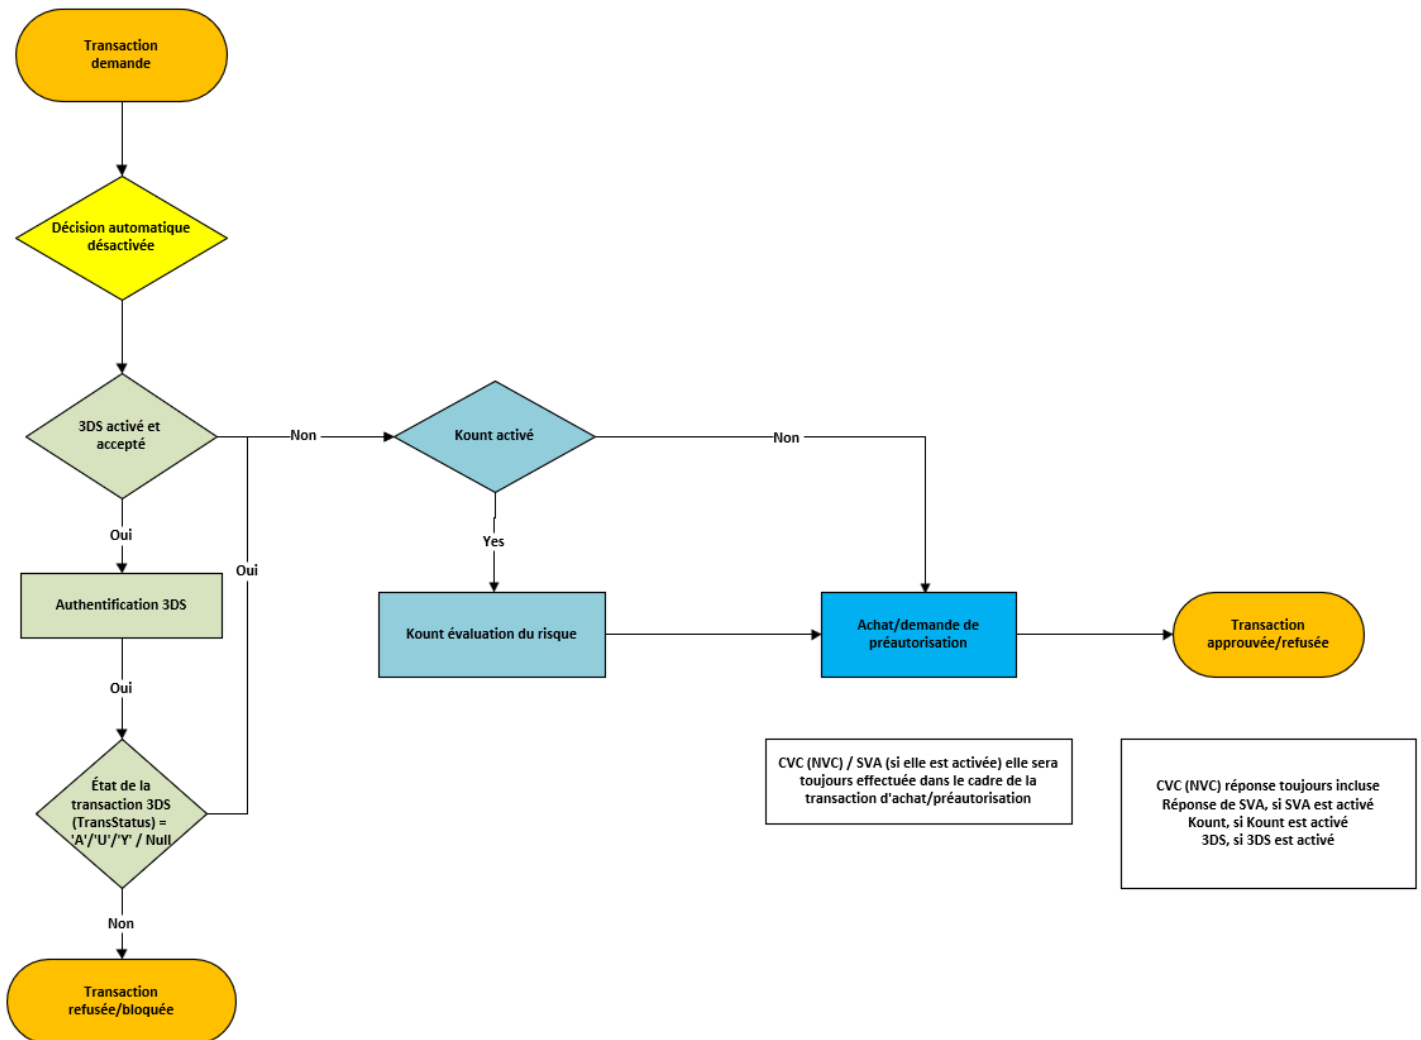 Transaction
demande
Décision automatique
désactivée
3DS activé et
accepté
Non
Kount activé
Non
Oui
Yes
Oui
Authentification 3DS
Kount évaluation du risque
Achat/demande de
préautorisation
Transaction
approuvée/refusée
Oui
État de la
transaction 3DS
(TransStatus) =
'A'/'U'/'Y' / Null
CVC (NVC) / SVA (si elle est activée) elle sera
toujours effectuée dans le cadre de la
transaction d'achat/préautorisation
CVC (NVC) réponse toujours incluse
Réponse de SVA, si SVA est activé
Kount, si Kount est activé
3DS, si 3DS est activé
Non
Transaction
refusée/bloquée